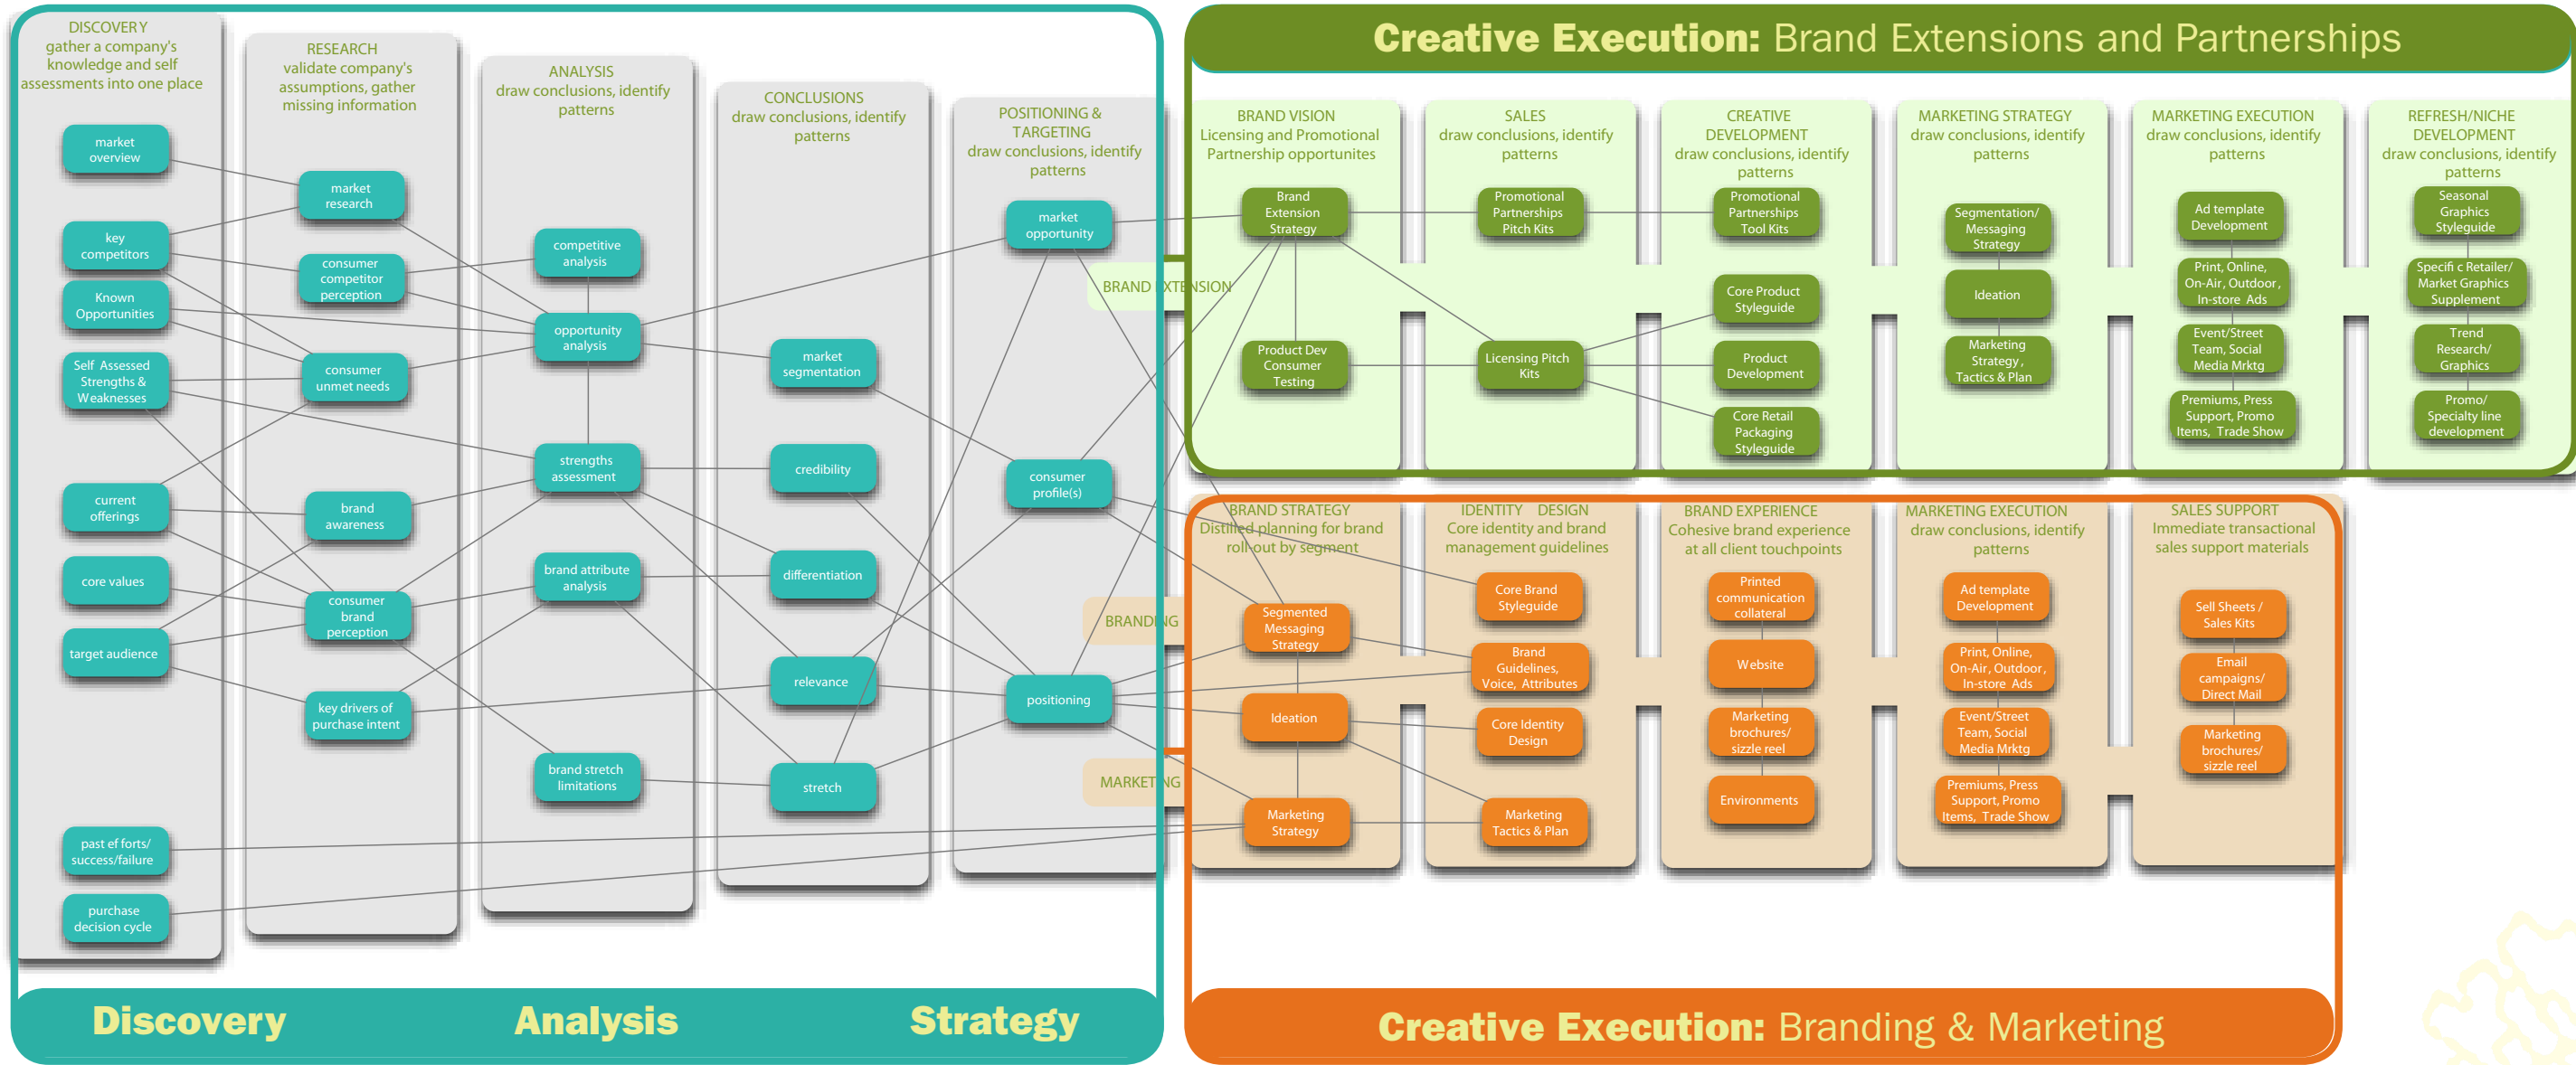 DISCOVERY
gather a company's
knowledge and self
assessments into one place
market
overview
key
competitors
Known
Opportunities
Self Assessed
Strengths &
Weaknesses
current
offerings
core values
target audience
past ef forts/
success/failure
purchase
decision cycle
RESEARCH
validate company's
assumptions, gather
missing information
market
research
consumer
competitor
perception
consumer
unmet needs
brand
awareness
consumer
brand
perception
key drivers of
purchase intent
ANALYSIS
draw conclusions, identify
patterns
competitive
analysis
opportunity
analysis
strengths
assessment
brand attribute
analysis
brand stretch
limitations
CONCLUSIONS
draw conclusions, identify
patterns
market
segmentation
credibility
differentiation
relevance
stretch
POSITIONING &
TARGETING
draw conclusions, identify
patterns
market
opportunity
consumer
profile(s)
positioning
BRAND EXTENSION
BRANDING
MARKETING
Discovery
Analysis
Strategy
Creative Execution: Brand Extensions and Partnerships
BRAND VISION
Licensing and Promotional
Partnership opportunites
Brand
Extension
Strategy
Product Dev
Consumer
Testing
SALES
draw conclusions, identify
patterns
Promotional
Partnerships
Pitch Kits
Licensing Pitch
Kits
CREATIVE
DEVELOPMENT
draw conclusions, identify
patterns
Promotional
Partnerships
Tool Kits
Core Product
Styleguide
Product
Development
Core Retail
Packaging
Styleguide
MARKETING STRATEGY
draw conclusions, identify
patterns
Segmentation/
Messaging
Strategy
Ideation
Marketing
Strategy,
Tactics & Plan
MARKETING EXECUTION
draw conclusions, identify
patterns
Ad template
Development
Print, Online,
On-Air, Outdoor,
In-store Ads
Event/Street
Team, Social
Media Mrktg
Premiums, Press
Support, Promo
Items, Trade Show
REFRESH/NICHE
DEVELOPMENT
draw conclusions, identify
patterns
Seasonal
Graphics
Styleguide
Specifi c Retailer/
Market Graphics
Supplement
Trend
Research/
Graphics
Promo/
Specialty line
development
BRAND STRATEGY
Distilled planning for brand
roll-out by segment
Segmented
Messaging
Strategy
Ideation
Marketing
Strategy
IDENTITY DESIGN
Core identity and brand
management guidelines
Core Brand
Styleguide
Brand
Guidelines,
Voice, Attributes
Core Identity
Design
Marketing
Tactics & Plan
BRAND EXPERIENCE
Cohesive brand experience
at all client touchpoints
Printed
communication
collateral
Website
Marketing
brochures/
sizzle reel
Environments
MARKETING EXECUTION
draw conclusions, identify
patterns
Ad template
Development
Print, Online,
On-Air, Outdoor,
In-store Ads
Event/Street
Team, Social
Media Mrktg
Premiums, Press
Support, Promo
Items, Trade Show
SALES SUPPORT
Immediate transactional
sales support materials
Sell Sheets /
Sales Kits
Email
campaigns/
Direct Mail
Marketing
brochures/
sizzle reel
Creative Execution: Branding & Marketing